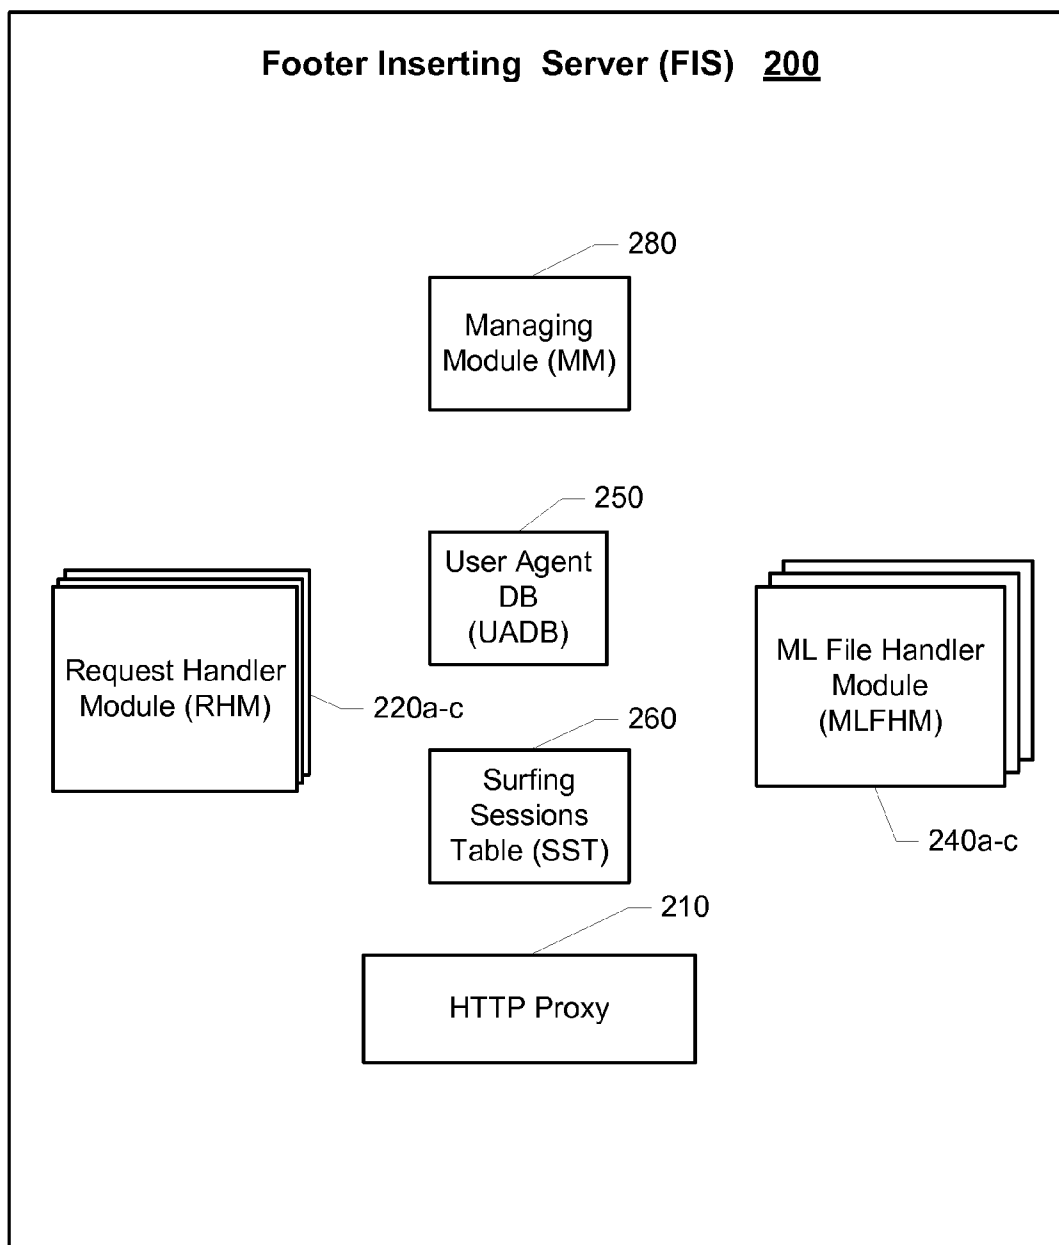 Footer Inserting Server (FIS) 200
280
Managing
Module (MM)
250
User Agent
DB
(UADB)
Request Handler
Module (RHM)
220a-c
ML File Handler
Module
(MLFHM)
240a-c
260
Surfing
Sessions
Table (SST)
210
HTTP Proxy